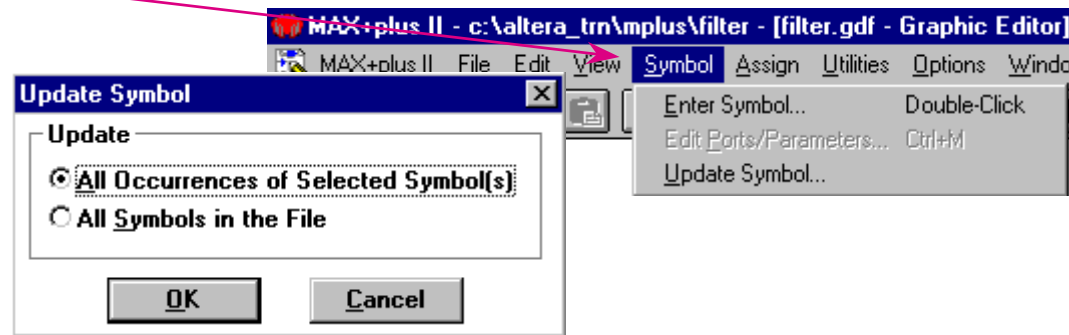 MAX+plus II - c:\altera_trn\mplus\filter - [filter.gdf - Graphic Editor]
MAX+plus II File Edit View Symbol Assign Utilities Options Windo
Enter Symbol... Double-Click
Edit Ports/Parameters... Ctrl+M
Update Symbol...
Update Symbol
Update
All Occurrences of Selected Symbol(s)
All Symbols in the File
OK Cancel